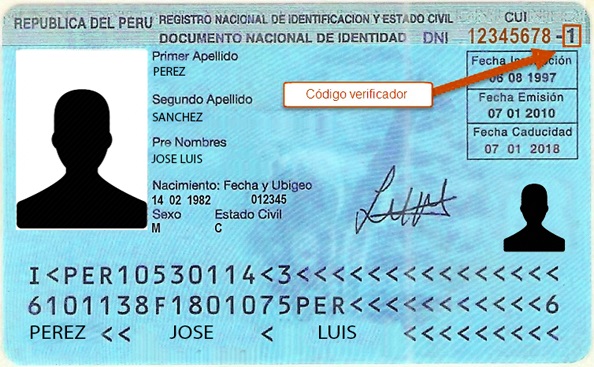 REPUBLICA DEL PERU REGISTRO NACIONAL DE IDENTIFICACION Y ESTADO CIVIL CUI
DOCUMENTO NACIONAL DE IDENTIDAD DNI 12345678 -1
Primer Apellido
PEREZ
Segundo Apellido
SANCHEZ
Pre Nombres
JOSE LUIS
Nacimiento: Fecha y Ubigeo
14 02 1982 012345
Sexo Estado Civil
M C
Código verificador
Fecha Inscripción
06 08 1997
Fecha Emisión
07 01 2010
Fecha Caducidad
07 01 2018
I<PER10530114<3<<<<<<<<<<<<<<<
6101138F1801075PER<<<<<<<<<<<6
PEREZ << JOSE < LUIS <<<<<<<<<